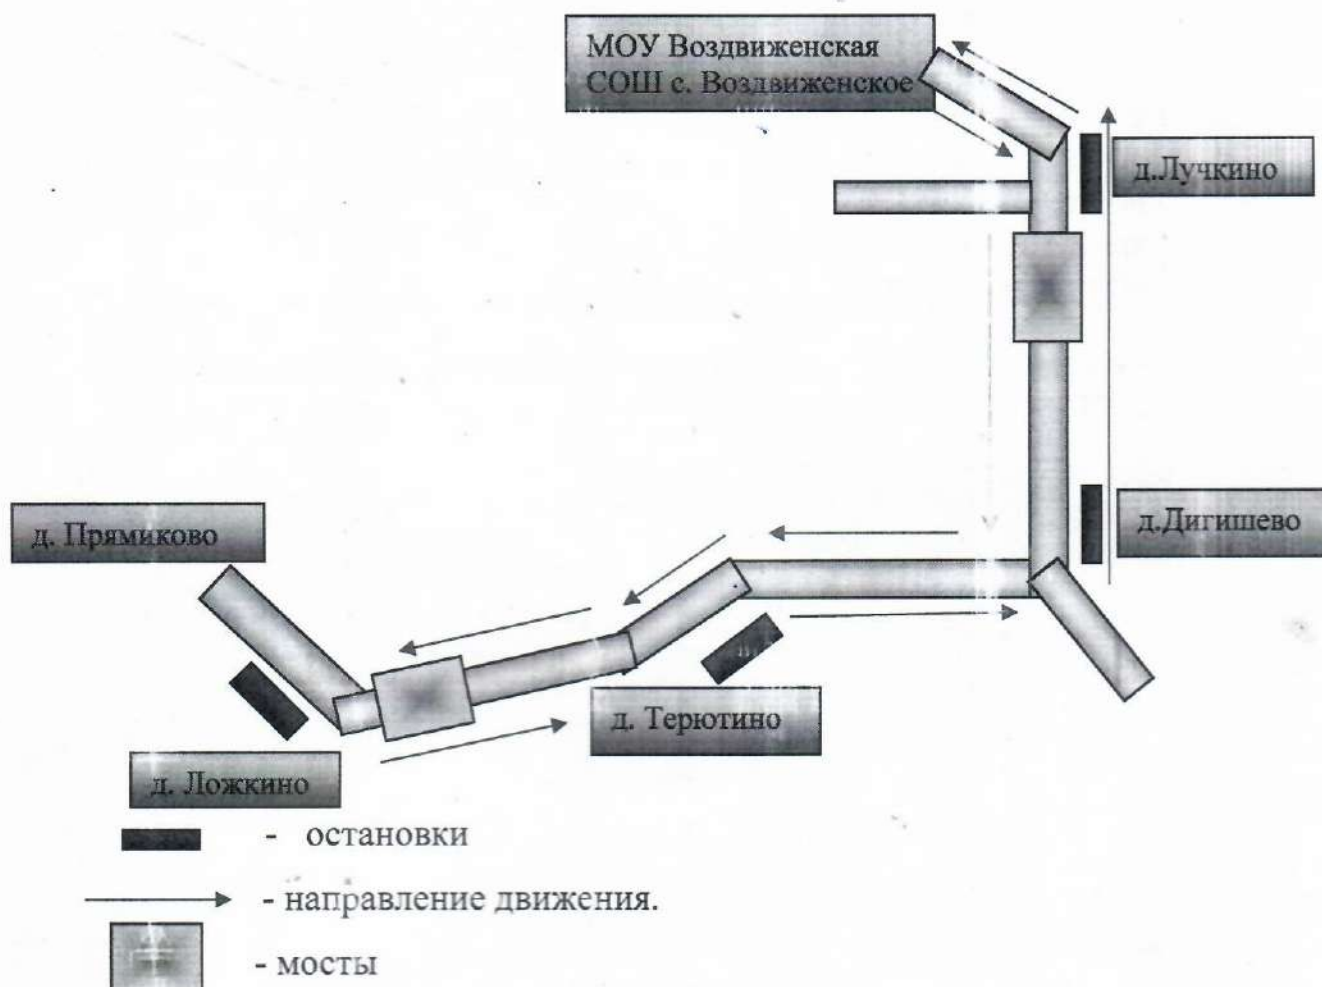 МОУ Воздвиженская
СОШ с. Воздвиженское
д.Лучкино
д.Дигишево
д. Прямиково
д. Терютино
д. Ложкино
- остановки
- направление движения.
- мосты